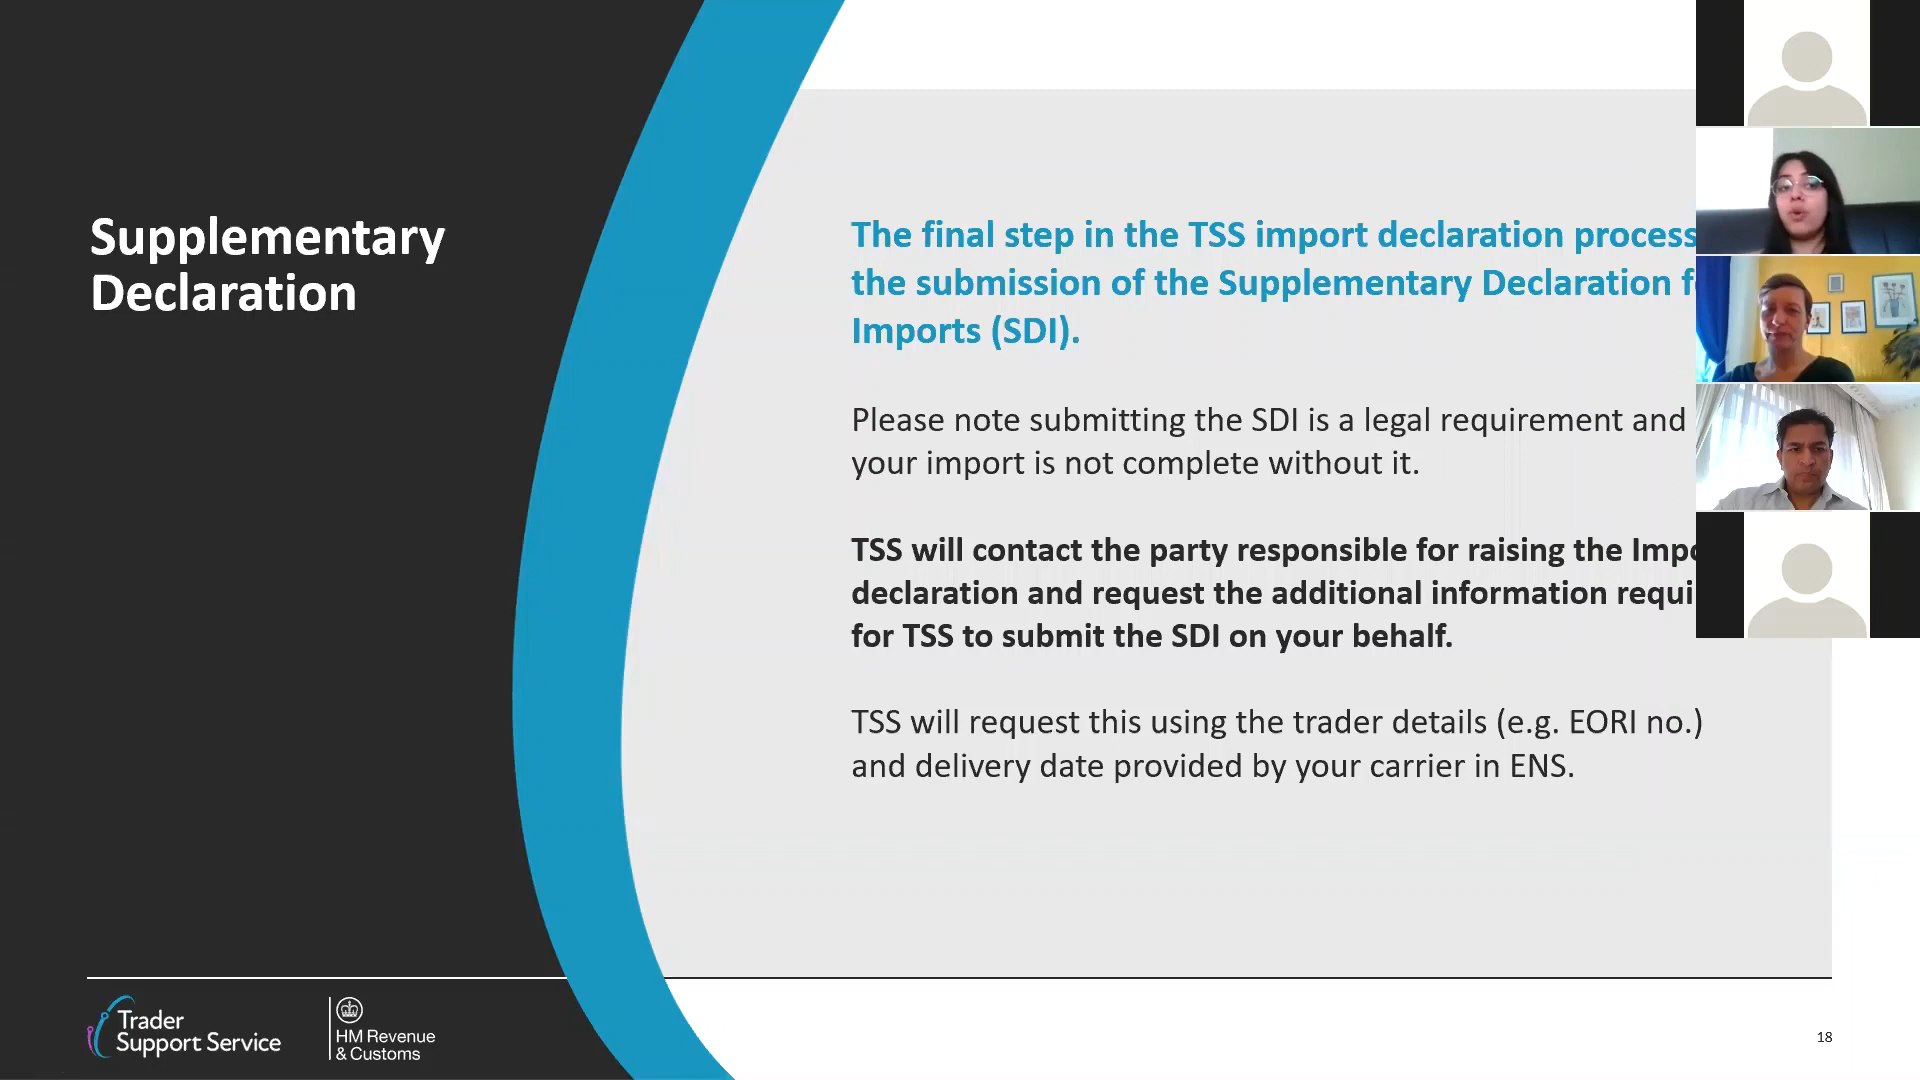 Supplementary
Declaration
The final step in the TSS import declaration process
the submission of the Supplementary Declaration
Imports (SDI).
Please note submitting the SDI is a legal requirement and
your import is not complete without it.
TSS will contact the party responsible for raising the
declaration and request the additional information
for TSS to submit the SDI on your behalf.
TSS will request this using the trader details (e.g. EORI no.)
and delivery date provided by your carrier in ENS.
Trader
Support Service
HM Revenue
& Customs
18